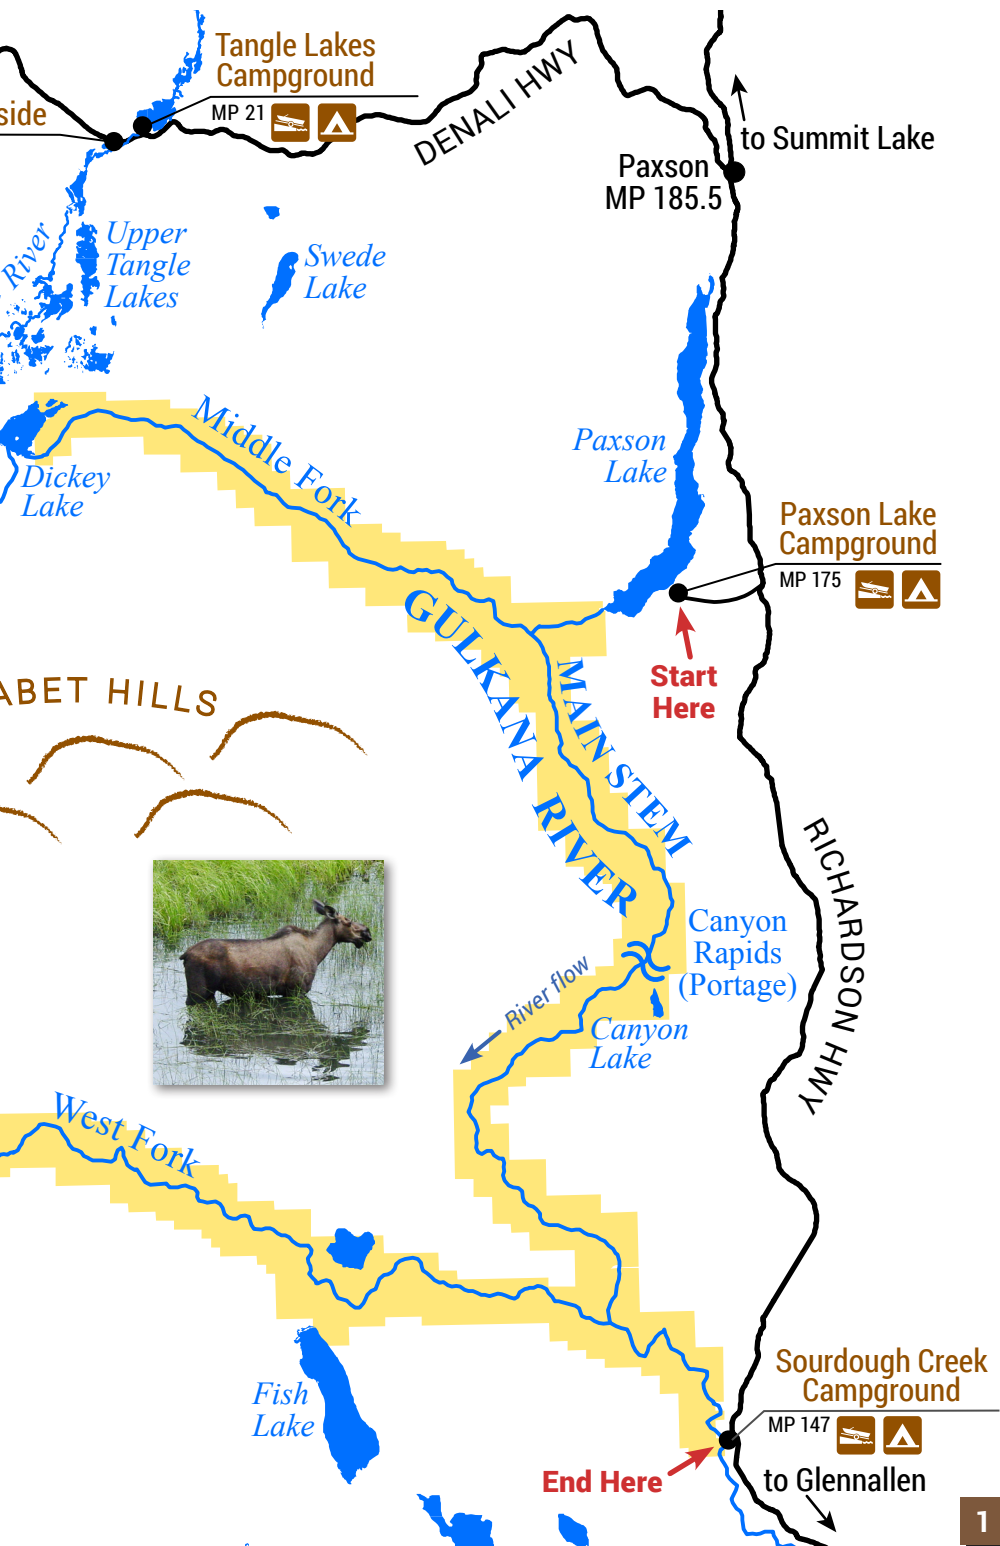 Tangle Lakes
Campground
MP 21
side
DENALI HWY
to Summit Lake
Paxson
MP 185.5
River
Upper
Tangle
Lakes
Swede
Lake
Middle Fork
Dickey
Lake
Paxson
Lake
Paxson Lake
Campground
MP 175
Start
Here
GULKANA RIVER
MAIN STEM
ABET HILLS
RICHARDSON HWY
Canyon
Rapids
(Portage)
River flow
Canyon
Lake
West Fork
Fish
Lake
Sourdough Creek
Campground
MP 147
End Here
to Glennallen
1